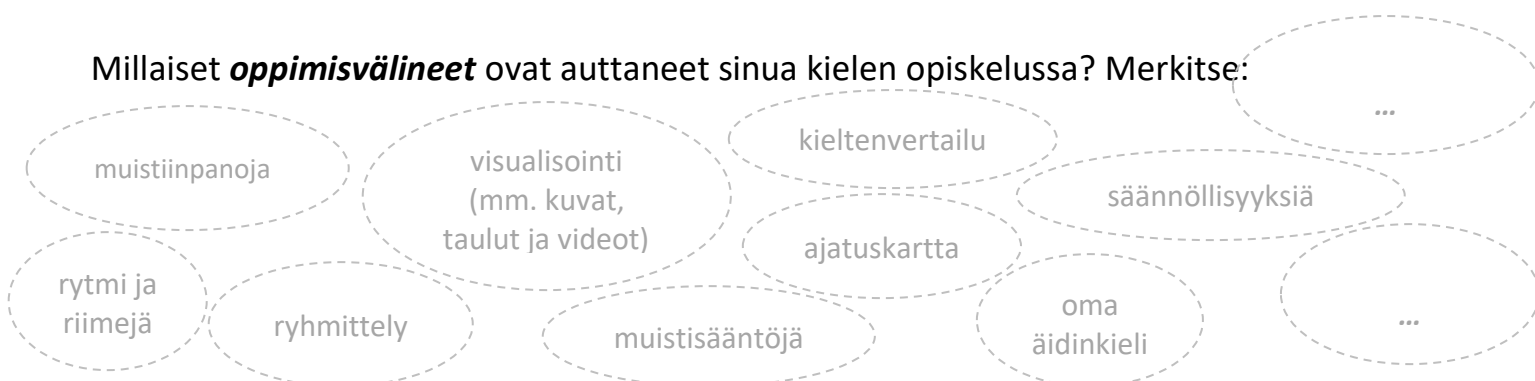 Millaiset oppimisvälineet ovat auttaneet sinua kielen opiskelussa? Merkitse:
…
muistiinpanoja
visualisointi
(mm. kuvat,
taulut ja videot)
kieltenvertailu
säännöllisyyksiä
ajatuskartta
rytmi ja
riimejä
ryhmittely
muistisääntöjä
oma
äidinkieli
…